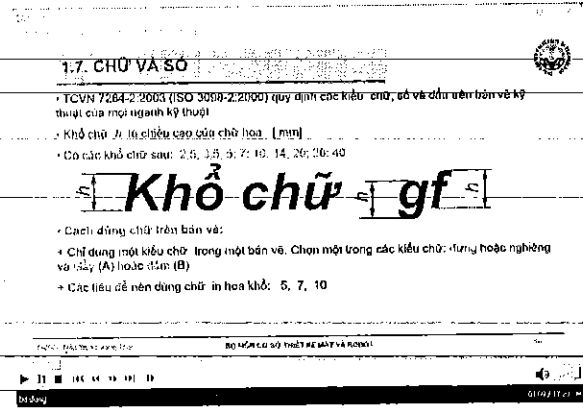 1.7. CHỮ VÀ SỐ
• TCVN 7284-2:2003 (ISO 3098-2:2000) quy định các kiểu chữ, số và dấu trên bản vẽ kỹ
thuật của mọi ngành kỹ thuật
• Khổ chữ h là chiều cao của chữ hoa [mm]
• Có các khổ chữ sau: 2,5; 3,5; 5; 7; 10; 14; 20; 28; 40
h Khổ chữ h gf h
• Cách dùng chữ trên bản vẽ:
+ Chỉ dùng một kiểu chữ trong một bản vẽ. Chọn một trong các kiểu chữ: đứng hoặc nghiêng
và (A) hoặc (B)
+ Các tiêu đề nên dùng chữ in hoa khổ: 5, 7, 10
BỘ MÔN CƠ SỞ THIẾT KẾ MÁY VÀ ROBOT